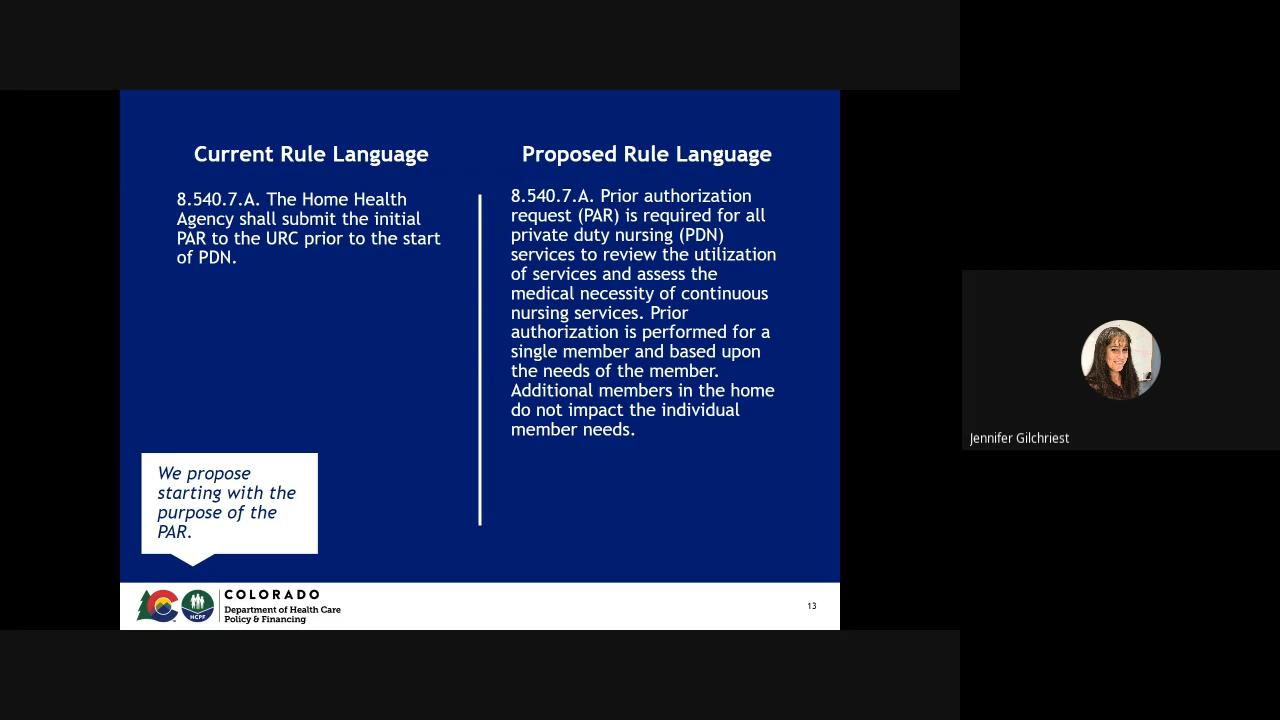 Current Rule Language
8.540.7.A. The Home Health
Agency shall submit the initial
PAR to the URC prior to the start
of PDN.
We propose
starting with the
purpose of the
PAR.
Proposed Rule Language
8.540.7.A. Prior authorization
request (PAR) is required for all
private duty nursing (PDN)
services to review the utilization
of services and assess the
medical necessity of continuous
nursing services. Prior
authorization is performed for a
single member and based upon
the needs of the member.
Additional members in the home
do not impact the individual
member needs.
HCPF
COLORADO
Department of Health Care
Policy & Financing
13
Jennifer Gilchriest